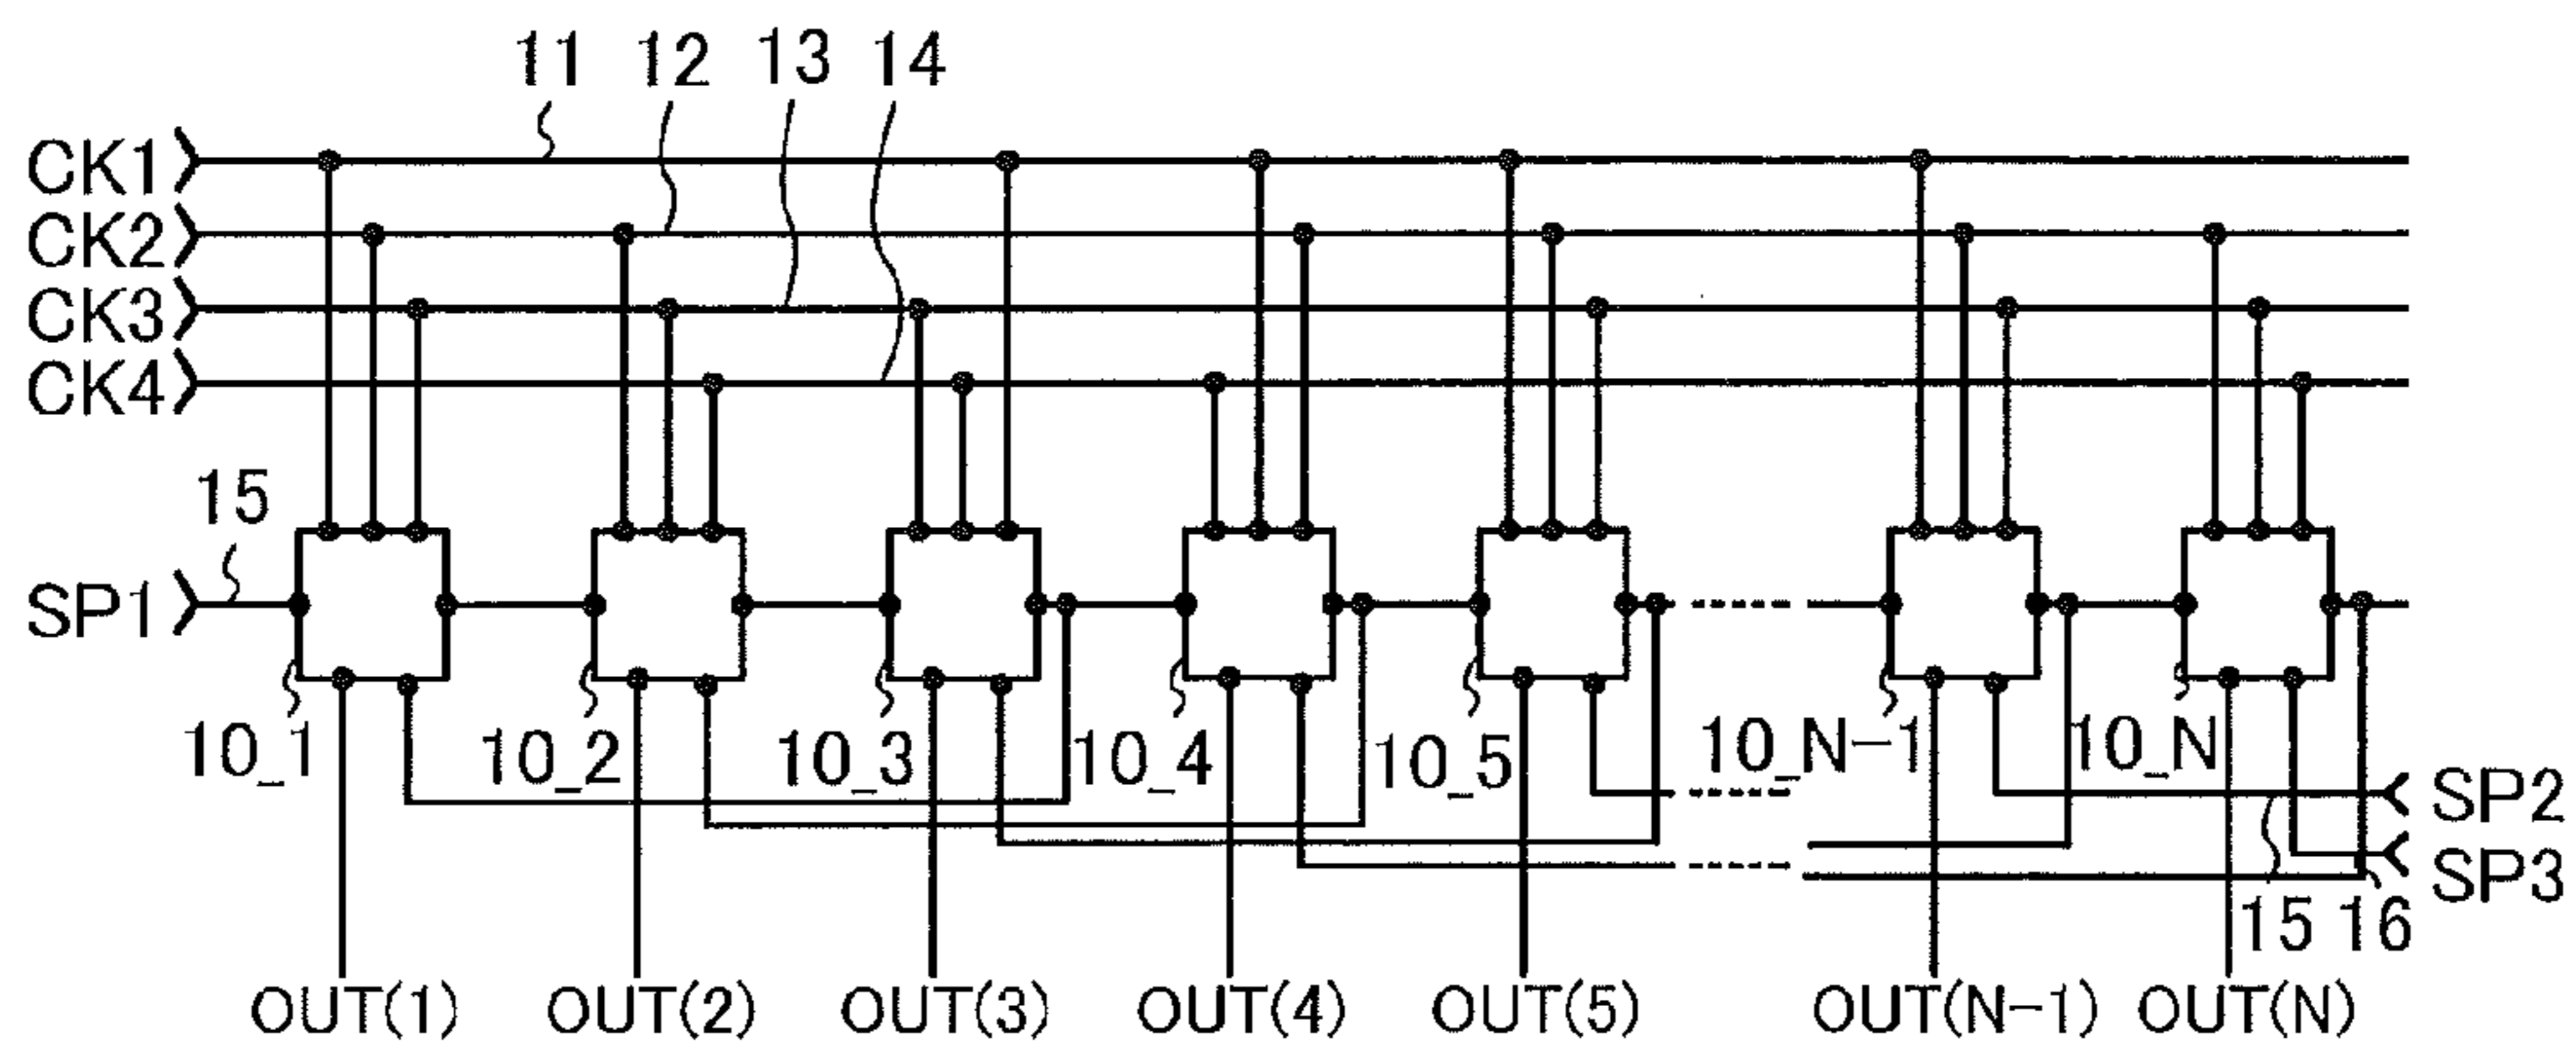 11 12 13 14
CK1
CK2
CK3
CK4
15
SP1
10_1 10_2 10_3 10_4 10_5 10_N-1 10_N
SP2
SP3
15 16
OUT(1) OUT(2) OUT(3) OUT(4) OUT(5) OUT(N-1) OUT(N)